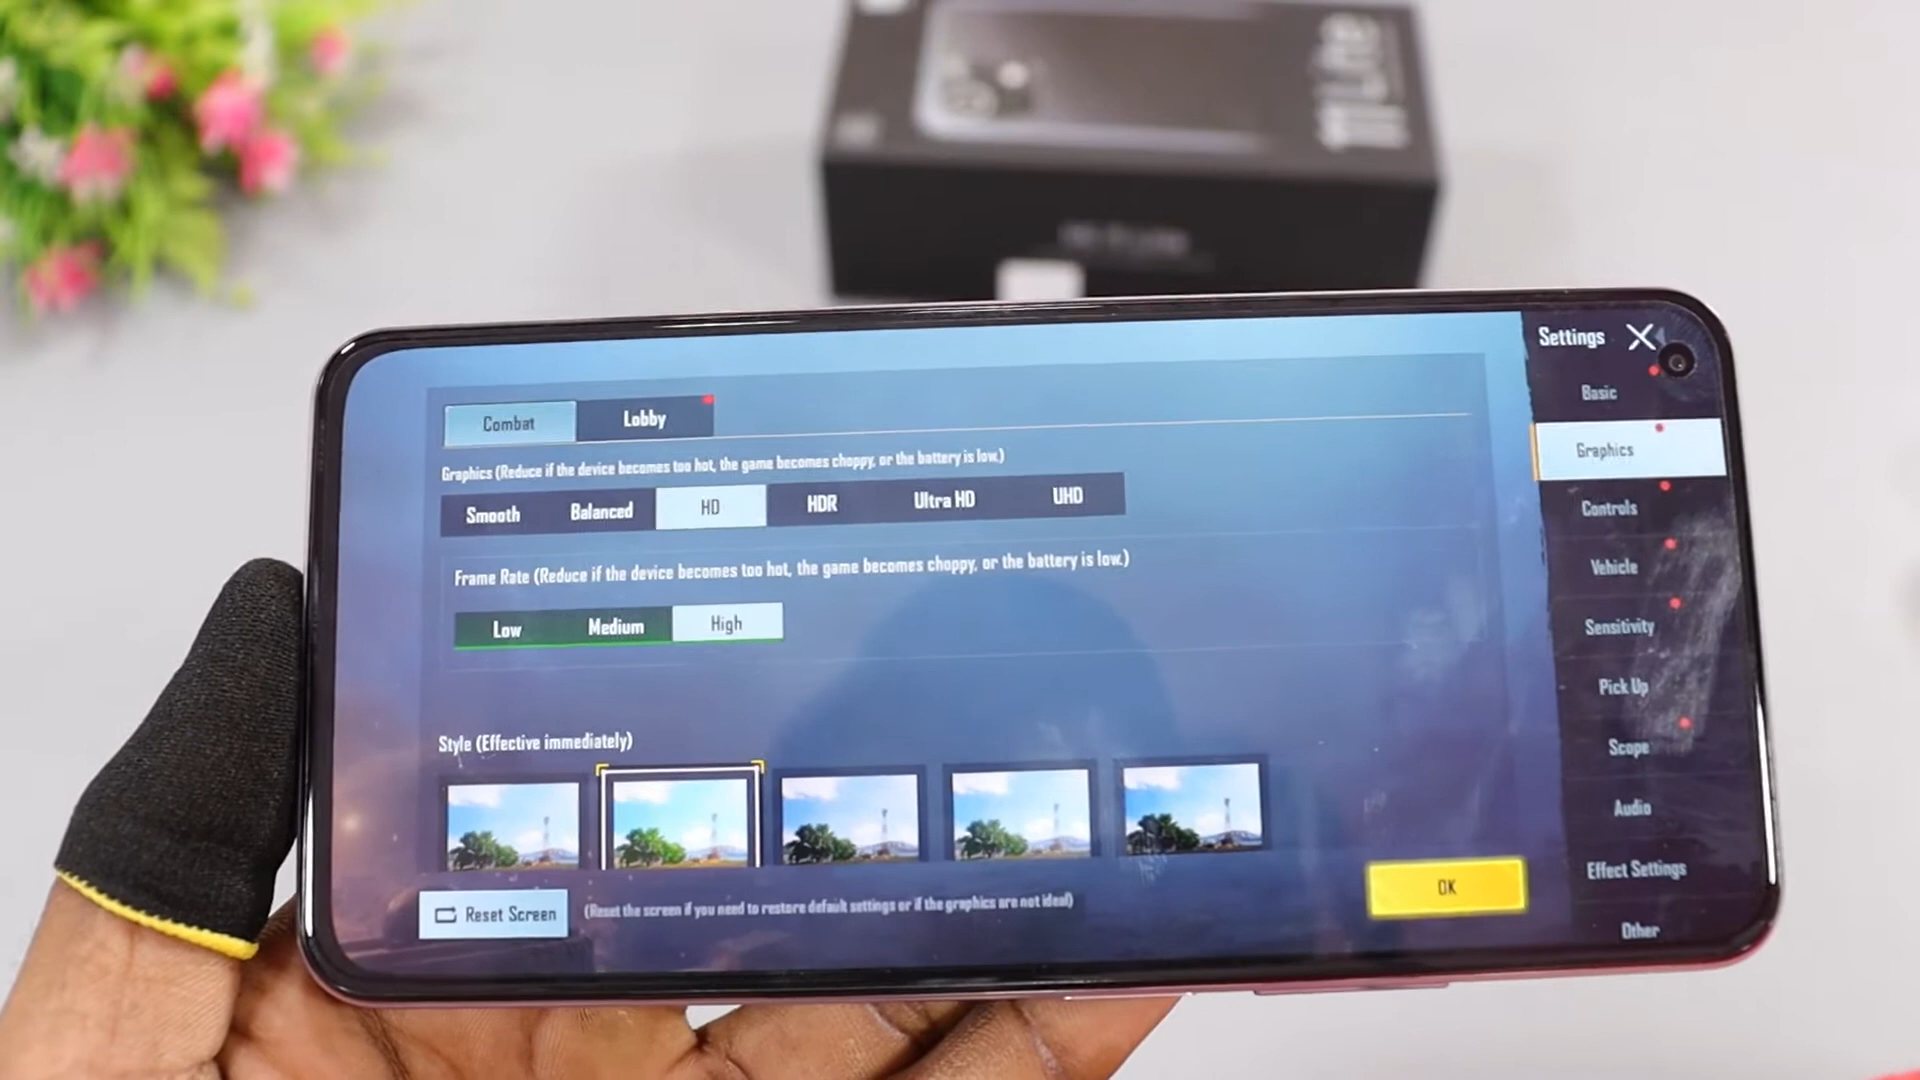 11 Lite
Settings
Basic
Graphics
Controls
Vehicle
Sensitivity
Pick Up
Scope
Audio
Effect Settings
Other
Combat
Lobby
Graphics (Reduce if the device becomes too hot, the game becomes choppy, or the battery is low.)
Smooth
Balanced
HD
HDR
Ultra HD
UHD
Frame Rate (Reduce if the device becomes too hot, the game becomes choppy, or the battery is low.)
Low
Medium
High
Style (Effective immediately)
Reset Screen
(Reset the screen if you need to restore default settings or if the graphics are not ideal)
OK